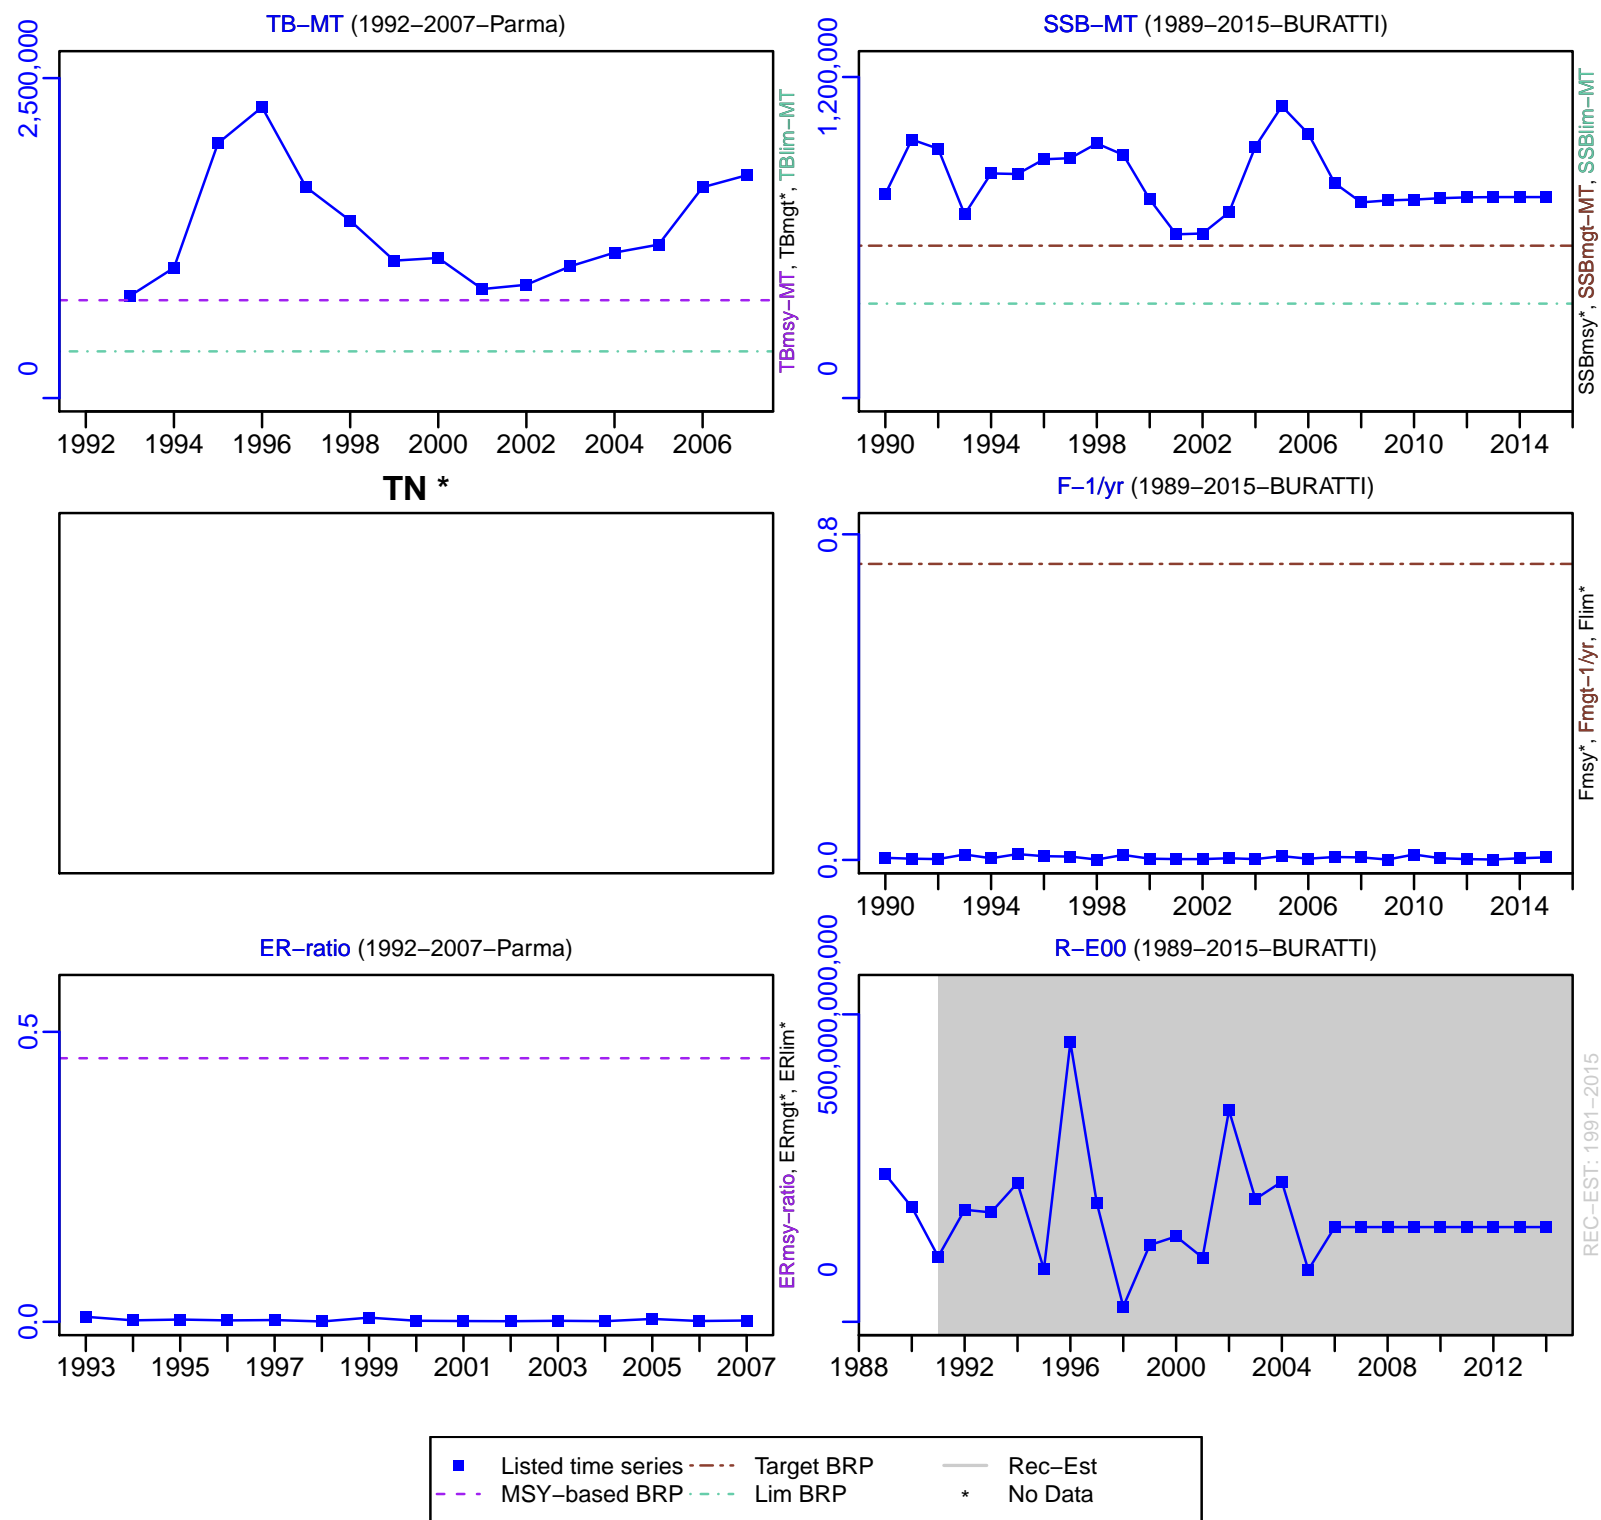 TB−MT (1992−2007−Parma)
2,500,000
0
1992 1994 1996 1998 2000 2002 2004 2006
TBmsy−MT, TBmgt*, TBlim−MT
SSB−MT (1989−2015−BURATTI)
1,200,000
0
1990 1994 1998 2002 2006 2010 2014
SSBmsy*, SSBmgt−MT, SSBlim−MT
TN *
F−1/yr (1989−2015−BURATTI)
0.8
0.0
1990 1994 1998 2002 2006 2010 2014
Fmsy*, Fmgt−1/yr, Flim*
ER−ratio (1992−2007−Parma)
0.5
0.0
1993 1995 1997 1999 2001 2003 2005 2007
ERmsy−ratio, ERmgt*, ERlim*
R−E00 (1989−2015−BURATTI)
500,000,000,000
0
1988 1992 1996 2000 2004 2008 2012
REC−EST: 1991−2015
Listed time series Target BRP Rec−Est
MSY−based BRP Lim BRP * No Data